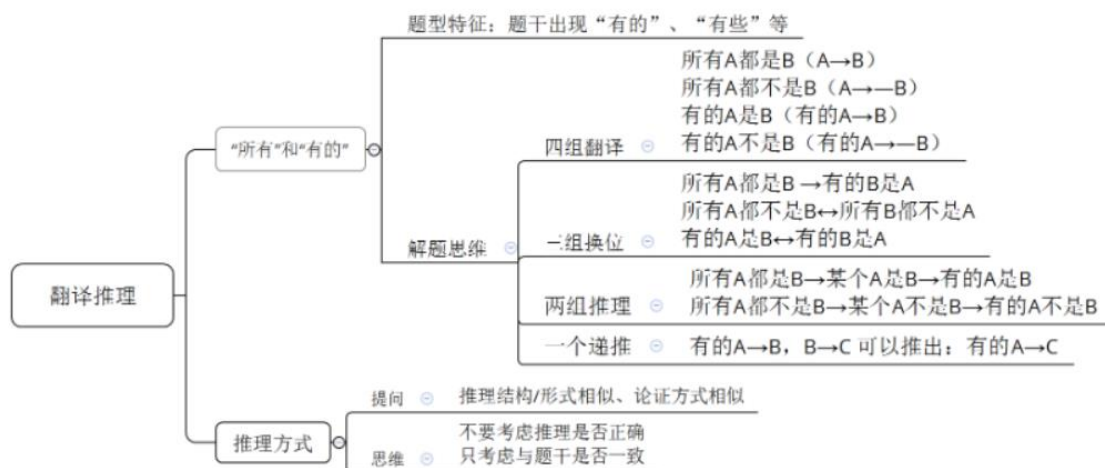 翻译推理
"所有"和"有的"
题型特征：题干出现“有的”、“有些”等
解题思维
四组翻译
所有A都是B（A→B）
所有A都不是B（A→—B）
有的A是B（有的A→B）
有的A不是B（有的A→—B）
三组换位
所有A都是B →有的B是A
所有A都不是B↔所有B都不是A
有的A是B↔有的B是A
两组推理
所有A都是B→某个A是B→有的A是B
所有A都不是B→某个A不是B→有的A不是B
一个递推
有的A→B，B→C 可以推出：有的A→C
推理方式
提问
推理结构/形式相似、论证方式相似
思维
不要考虑推理是否正确
只考虑与题干是否一致